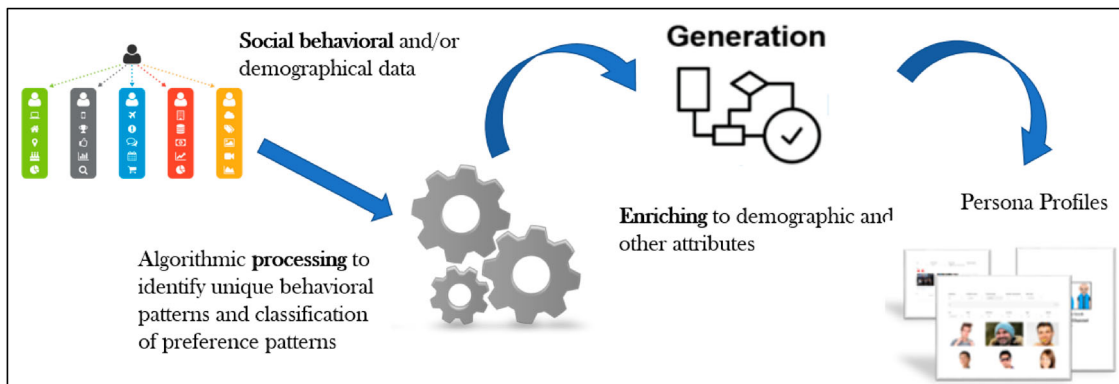 Social behavioral and/or
demographical data
Algorithmic processing to
identify unique behavioral
patterns and classification
of preference patterns
Generation
Enriching to demographic and
other attributes
Persona Profiles